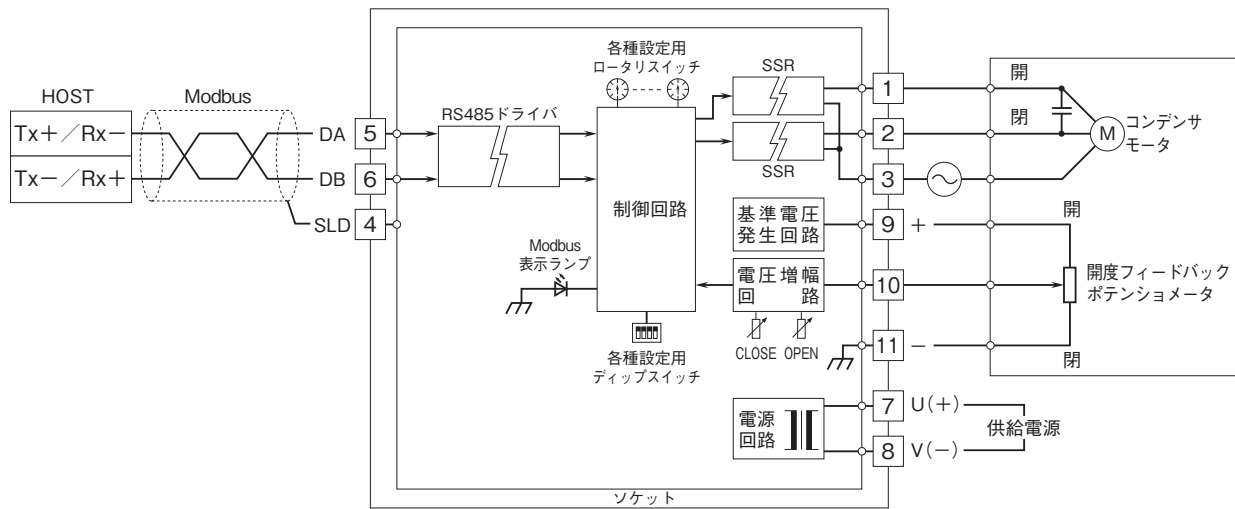 HOST
Tx+／Rx−
Tx−／Rx+
Modbus
DA
DB
SLD
5
6
4
RS485ドライバ
各種設定用
ロータリスイッチ
制御回路
Modbus
表示ランプ
各種設定用
ディップスイッチ
SSR
SSR
基準電圧
発生回路
電圧増幅
回路
CLOSE OPEN
電源
回路
1
2
3
9
＋
10
11
−
7
U(＋)
8
V(−)
供給電源
開
閉
M
コンデンサ
モータ
開
開度フィードバック
ポテンショメータ
閉
ソケット